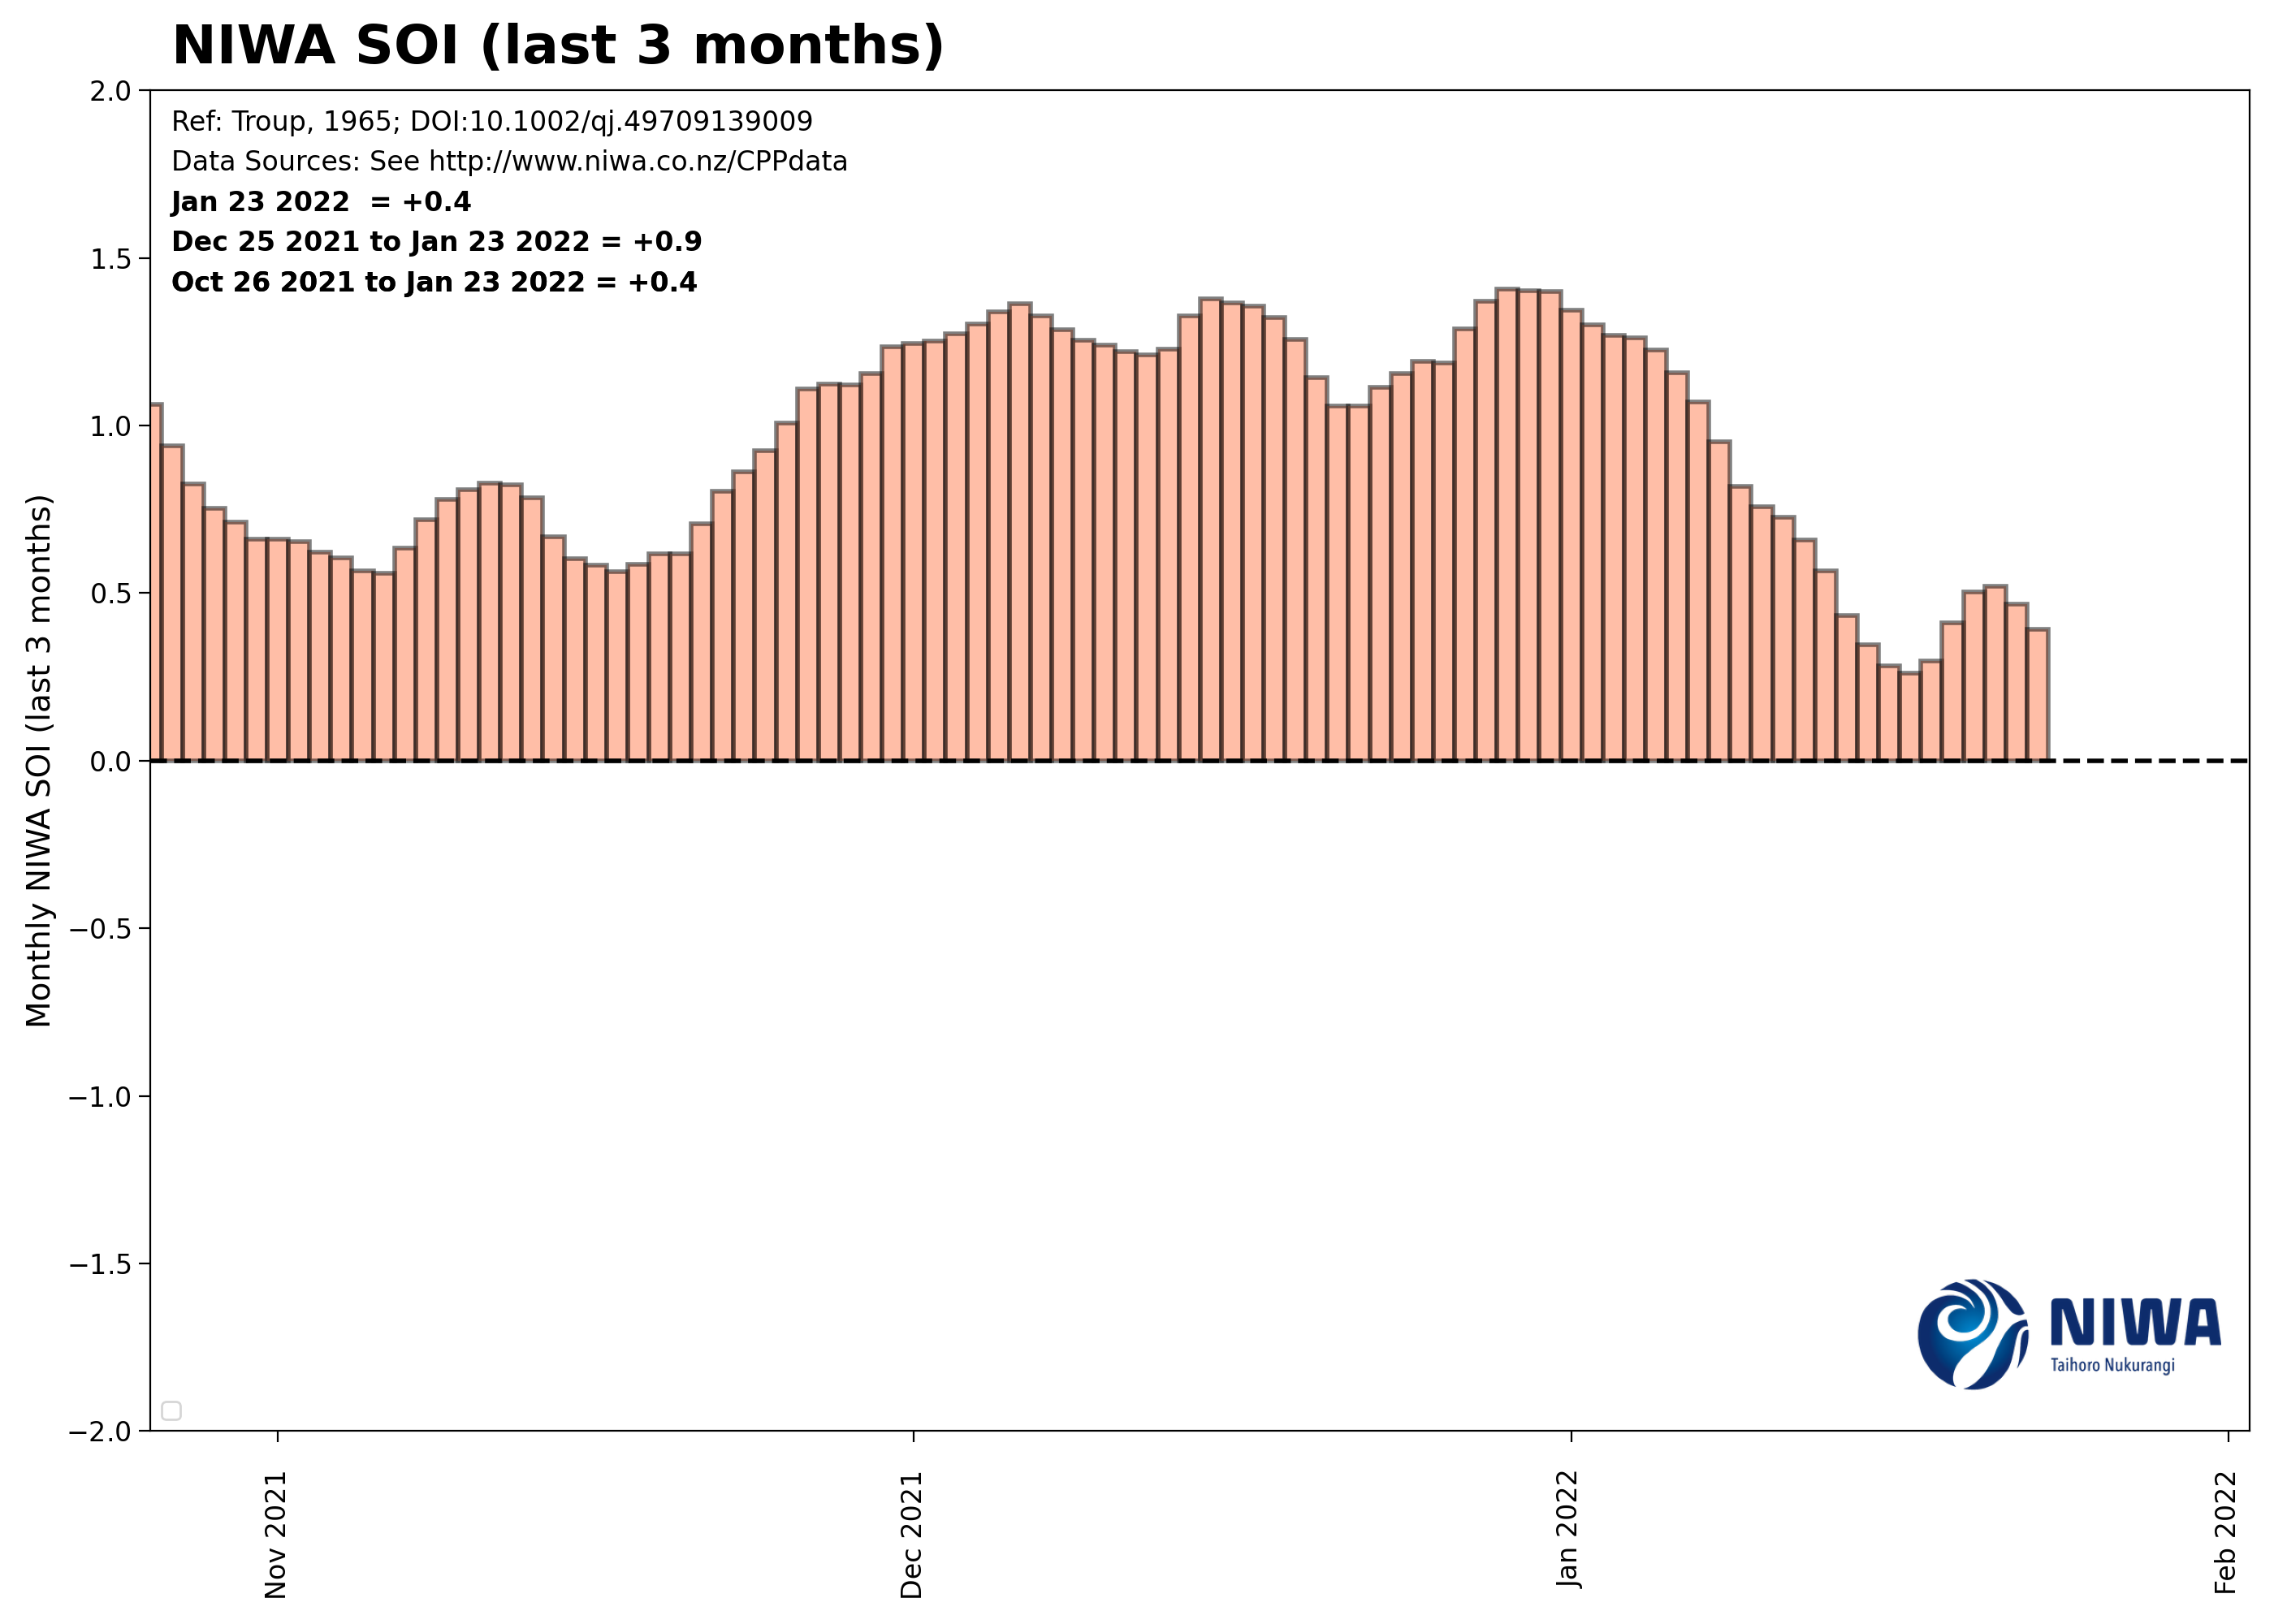 NIWA SOI (last 3 months)
Ref: Troup, 1965; DOI:10.1002/qj.49709139009
Data Sources: See http://www.niwa.co.nz/CPPdata
Jan 23 2022  = +0.4
Dec 25 2021 to Jan 23 2022 = +0.9
Oct 26 2021 to Jan 23 2022 = +0.4
Monthly NIWA SOI (last 3 months)
2.0
1.5
1.0
0.5
0.0
−0.5
−1.0
−1.5
−2.0
NIWA
Taihoro Nukurangi
Nov 2021
Dec 2021
Jan 2022
Feb 2022